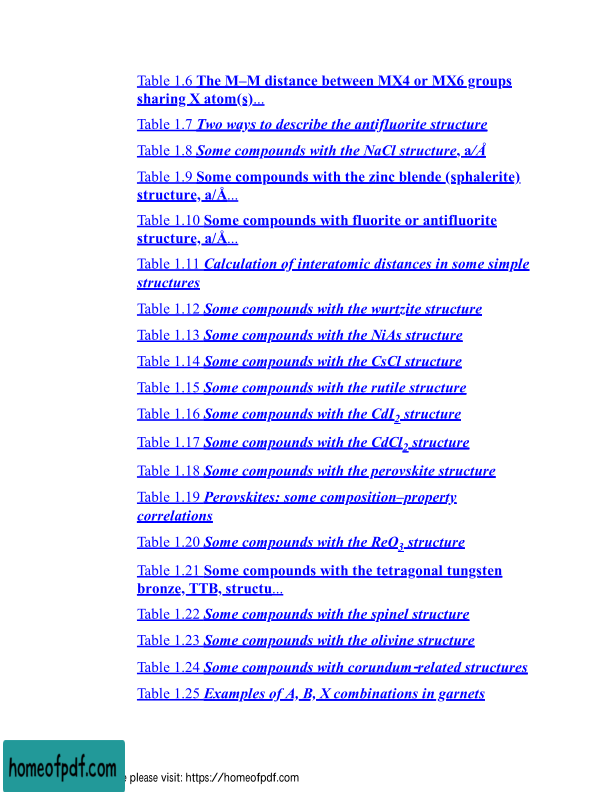 Table 1.6 The M–M distance between MX4 or MX6 groups
sharing X atom(s)...
Table 1.7 Two ways to describe the antifluorite structure
Table 1.8 Some compounds with the NaCl structure, a/Å
Table 1.9 Some compounds with the zinc blende (sphalerite)
structure, a/Å...
Table 1.10 Some compounds with fluorite or antifluorite
structure, a/Å...
Table 1.11 Calculation of interatomic distances in some simple
structures
Table 1.12 Some compounds with the wurtzite structure
Table 1.13 Some compounds with the NiAs structure
Table 1.14 Some compounds with the CsCl structure
Table 1.15 Some compounds with the rutile structure
Table 1.16 Some compounds with the CdI2 structure
Table 1.17 Some compounds with the CdCl2 structure
Table 1.18 Some compounds with the perovskite structure
Table 1.19 Perovskites: some composition–property
correlations
Table 1.20 Some compounds with the ReO3 structure
Table 1.21 Some compounds with the tetragonal tungsten
bronze, TTB, structu...
Table 1.22 Some compounds with the spinel structure
Table 1.23 Some compounds with the olivine structure
Table 1.24 Some compounds with corundum-related structures
Table 1.25 Examples of A, B, X combinations in garnets
homeofpdf.com
please visit: https://homeofpdf.com